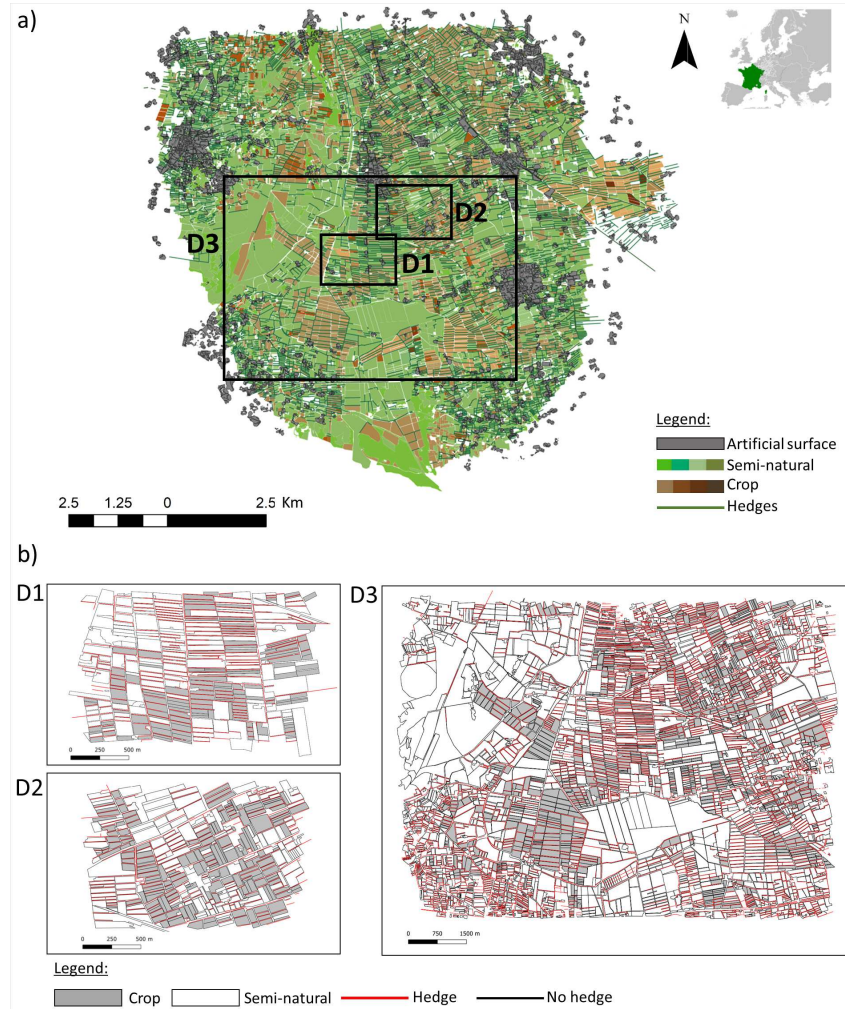 a)
N
D2
D3
D1
Legend:
Artificial surface
Semi-natural
Crop
Hedges
2.5 1.25 0 2.5 Km
b)
D1
0 250 500 m
D2
0 250 500 m
D3
0 750 1500 m
Legend:
Crop Semi-natural Hedge No hedge